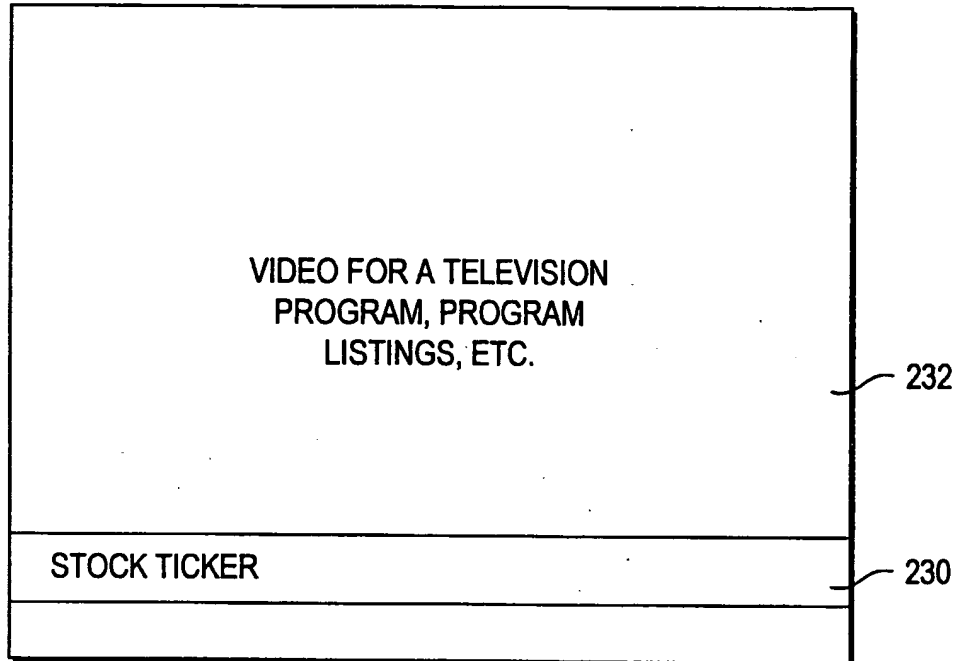 VIDEO FOR A TELEVISION
PROGRAM, PROGRAM
LISTINGS, ETC.
232
STOCK TICKER
230